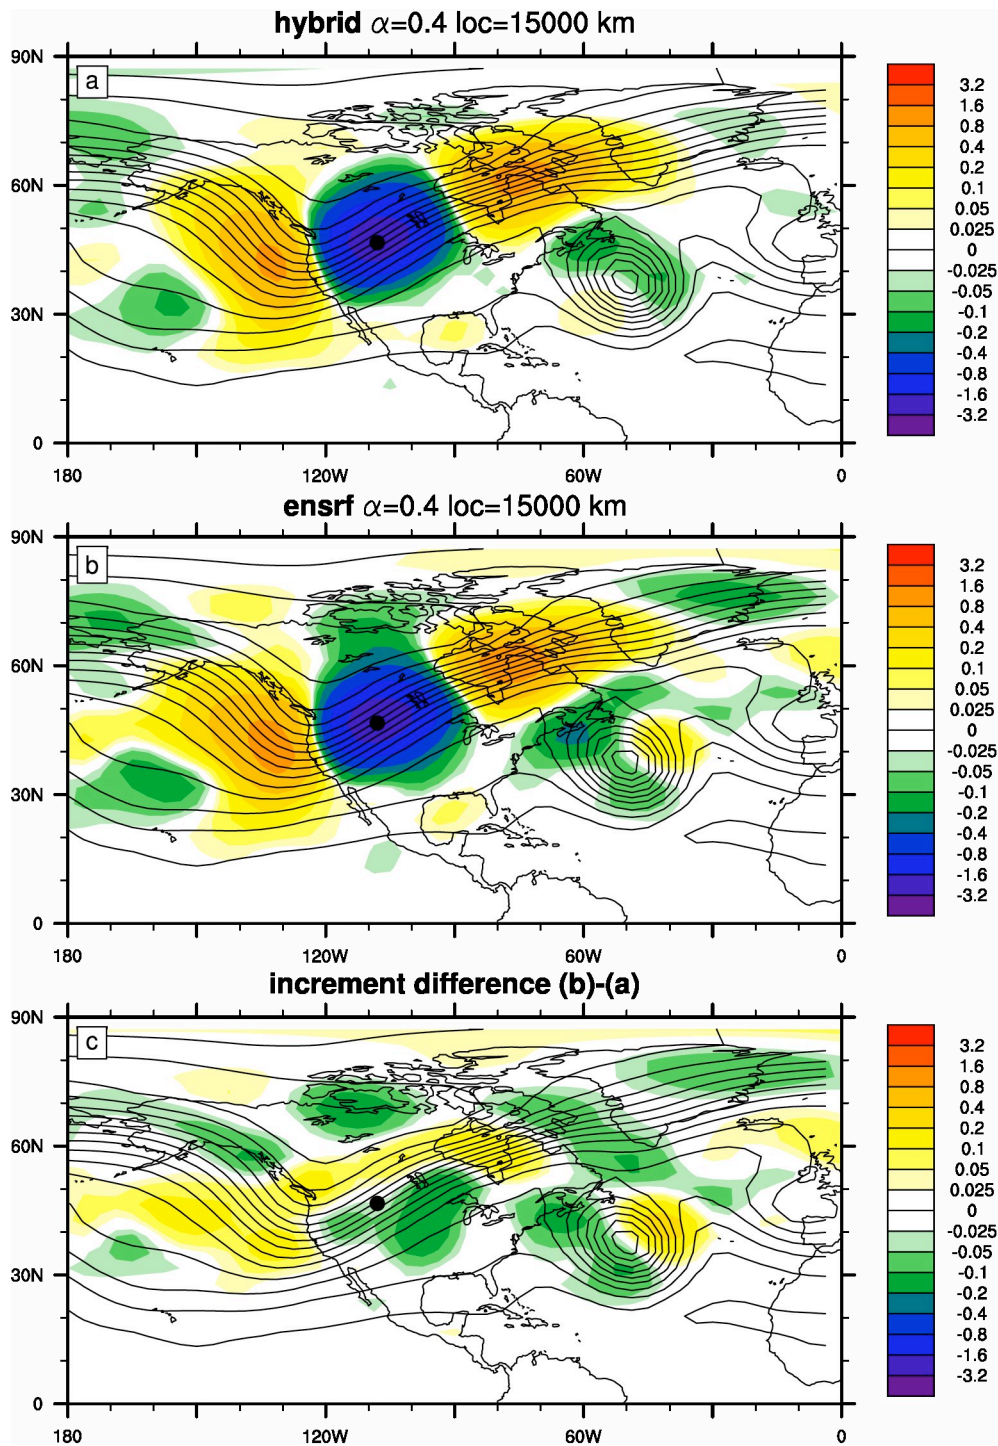 hybrid α=0.4 loc=15000 km
90N
a
60N
30N
0
180
120W
60W
0
3.2
1.6
0.8
0.4
0.2
0.1
0.05
0.025
0
-0.025
-0.05
-0.1
-0.2
-0.4
-0.8
-1.6
-3.2
ensrf α=0.4 loc=15000 km
90N
b
60N
30N
0
180
120W
60W
0
3.2
1.6
0.8
0.4
0.2
0.1
0.05
0.025
0
-0.025
-0.05
-0.1
-0.2
-0.4
-0.8
-1.6
-3.2
increment difference (b)-(a)
90N
c
60N
30N
0
180
120W
60W
0
3.2
1.6
0.8
0.4
0.2
0.1
0.05
0.025
0
-0.025
-0.05
-0.1
-0.2
-0.4
-0.8
-1.6
-3.2